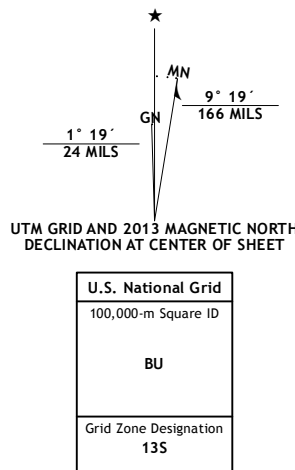 MN
GN
9° 19´
166 MILS
1° 19´
24 MILS
UTM GRID AND 2013 MAGNETIC NORTH
DECLINATION AT CENTER OF SHEET
U.S. National Grid
100,000-m Square ID
BU
Grid Zone Designation
13S